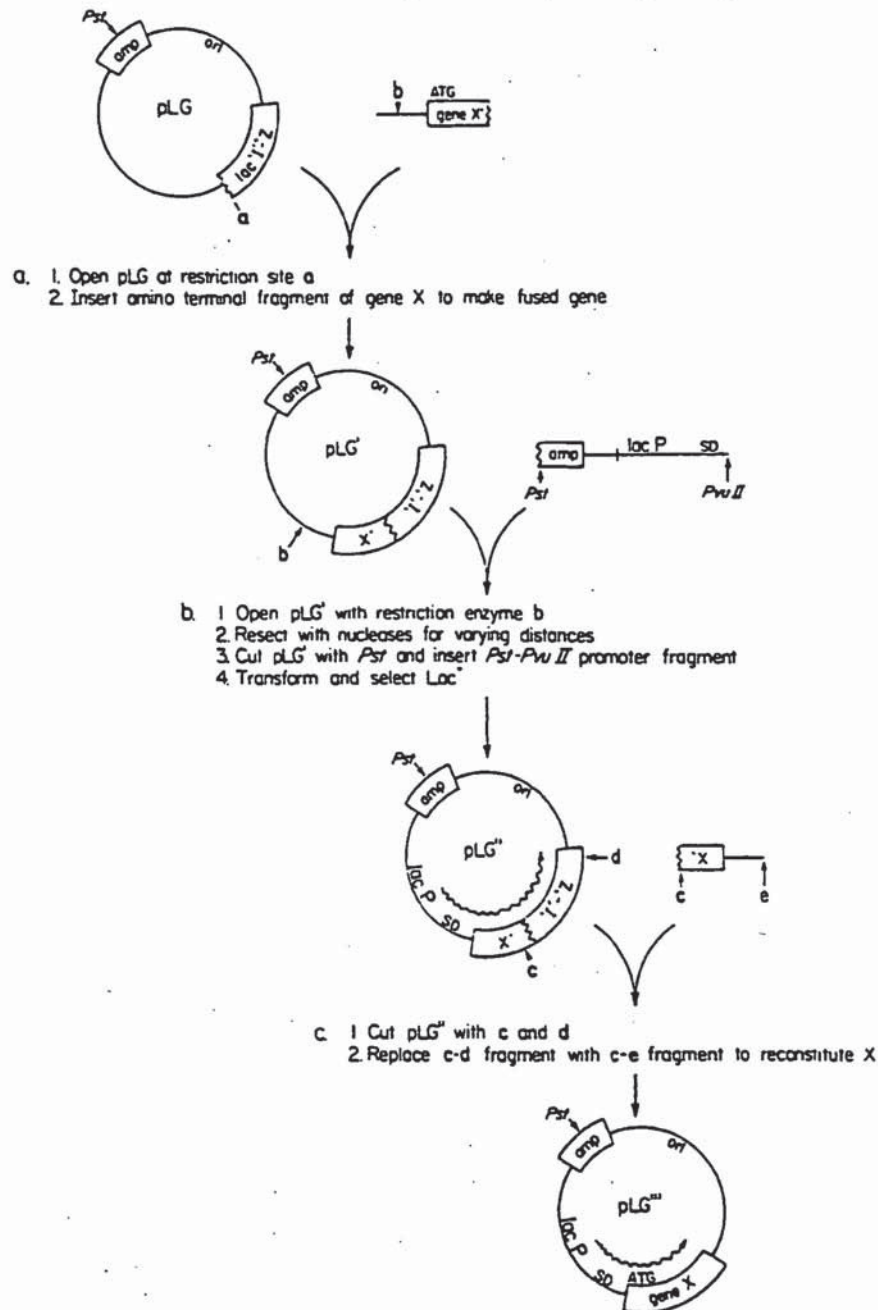 Pst
amp
ori
pLG
lac 'i'-'z
a
b
ATG
gene X'
a. 1. Open pLG at restriction site a
2. Insert amino terminal fragment of gene X to make fused gene
Pst
amp
ori
pLG'
'i'-'z
X'
b
amp
lac P
SD
Pst
Pvu II
b. 1 Open pLG' with restriction enzyme b
2. Resect with nucleases for varying distances
3. Cut pLG' with Pst and insert Pst-Pvu II promoter fragment
4. Transform and select Lac+
Pst
amp
ori
pLG"
lac P
SD
X'
'i'-'z
d
c
'X
c
e
c. 1 Cut pLG" with c and d
2. Replace c-d fragment with c-e fragment to reconstitute X
Pst
amp
ori
pLG'''
lac P
SD
ATG
gene X